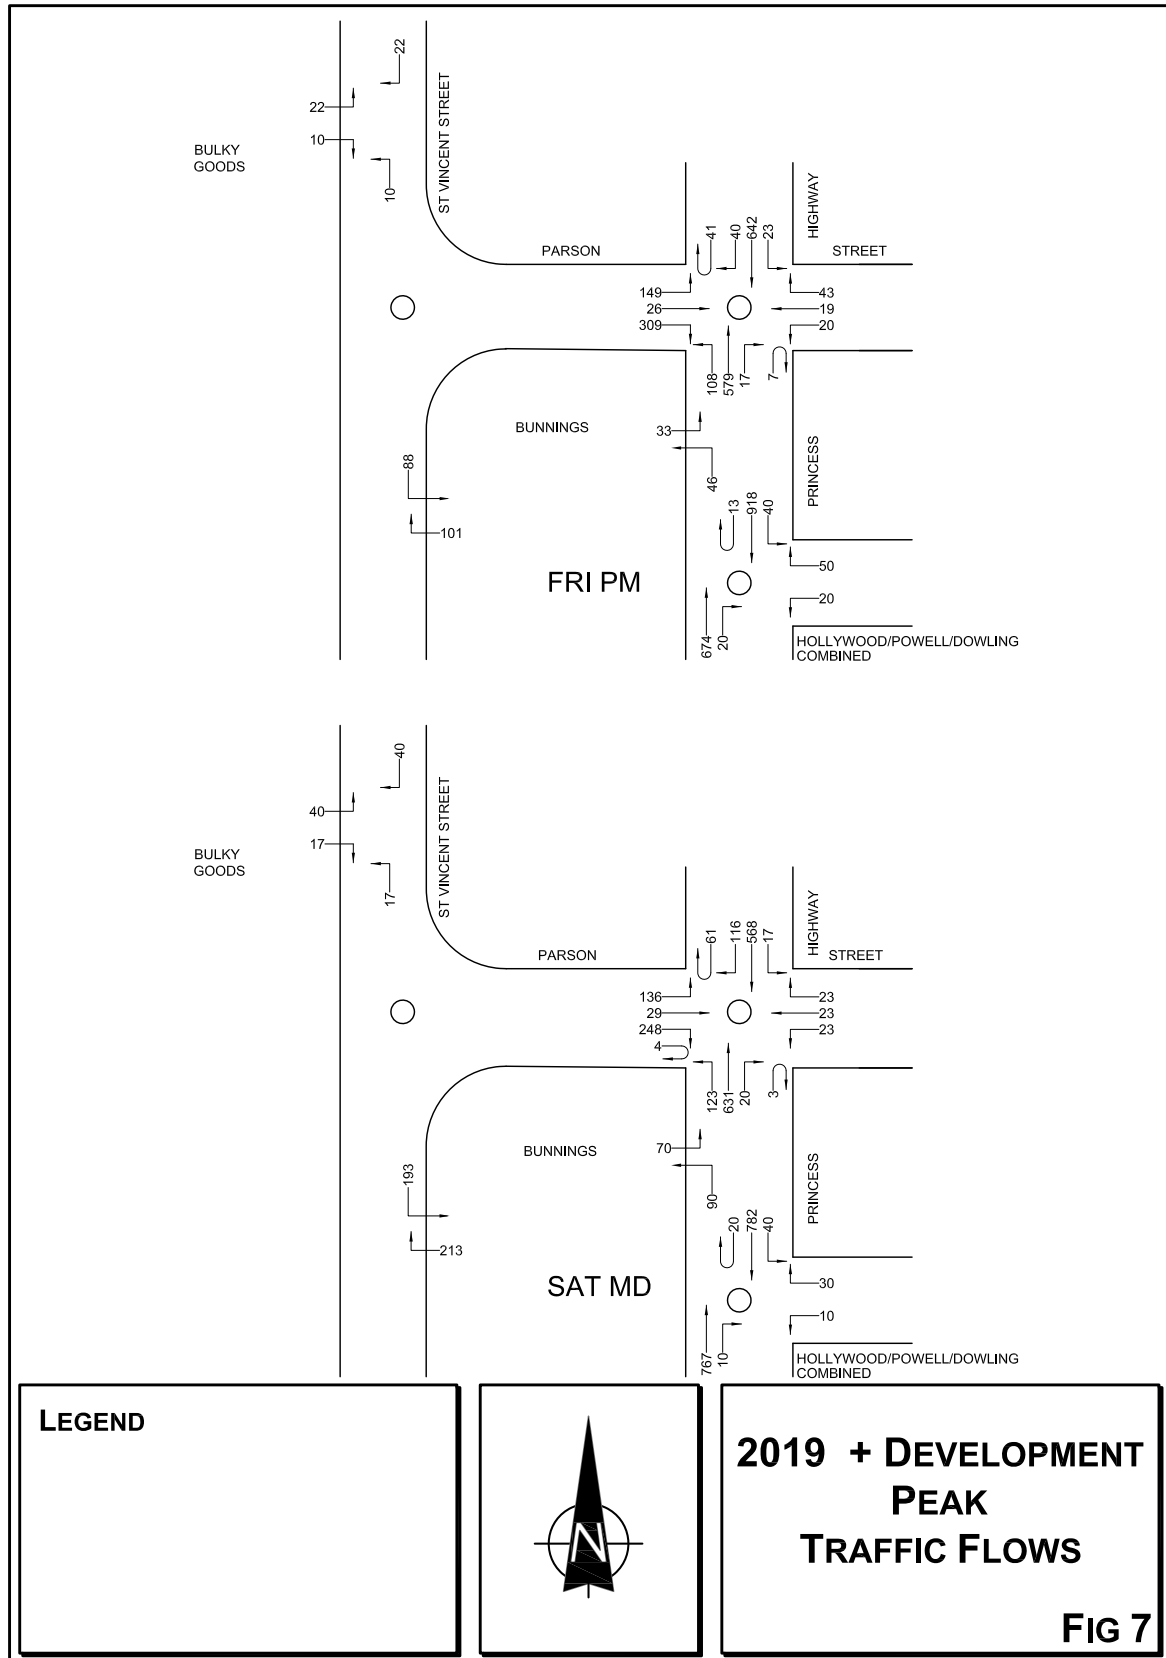 22
ST VINCENT STREET
22
10
BULKY
GOODS
10
HIGHWAY
PARSON
STREET
41
40
642
23
149
26
309
43
19
20
108
579
17
7
BUNNINGS
33
46
PRINCESS
88
101
13
918
40
FRI PM
50
20
674
20
HOLLYWOOD/POWELL/DOWLING
COMBINED
40
ST VINCENT STREET
40
17
BULKY
GOODS
17
HIGHWAY
PARSON
STREET
61
116
568
17
136
29
248
4
23
23
23
123
631
20
3
BUNNINGS
70
90
PRINCESS
193
213
20
782
40
SAT MD
30
10
767
10
HOLLYWOOD/POWELL/DOWLING
COMBINED
LEGEND
N
2019 + DEVELOPMENT
PEAK
TRAFFIC FLOWS
FIG 7